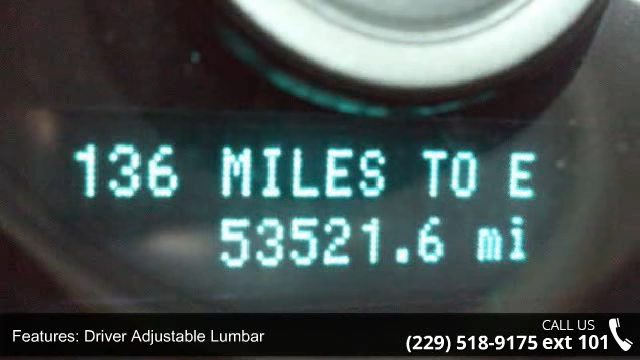 136 MILES TO E
53521.6 mi
CALL US
Features: Driver Adjustable Lumbar
(229) 518-9175 ext 101